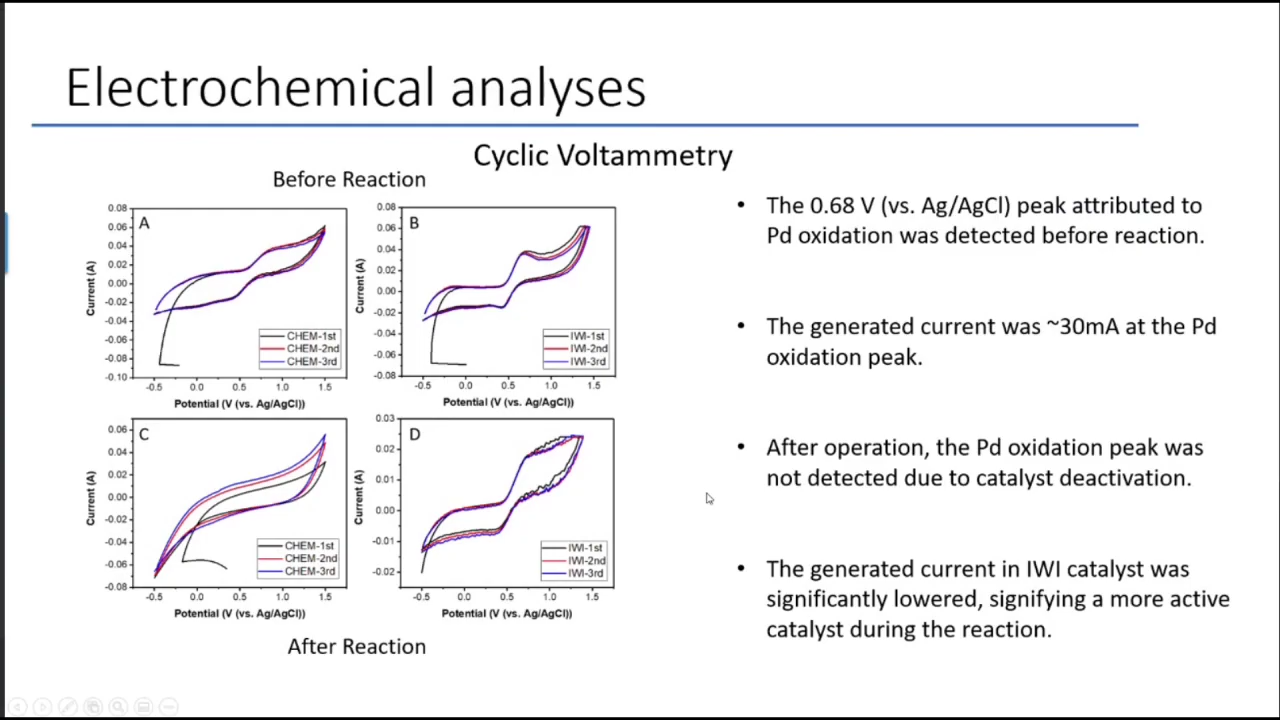 Electrochemical analyses
Cyclic Voltammetry
Before Reaction
A
0.08
0.06
0.04
0.02
0.00
-0.02
-0.04
-0.06
-0.08
-0.10
Current (A)
CHEM-1st
CHEM-2nd
CHEM-3rd
-0.5 0.0 0.5 1.0 1.5
Potential (V (vs. Ag/AgCl))
B
0.08
0.06
0.04
0.02
0.00
-0.02
-0.04
-0.06
-0.08
Current (A)
IWI-1st
IWI-2nd
IWI-3rd
-0.5 0.0 0.5 1.0 1.5
Potential (V (vs. Ag/AgCl))
C
0.06
0.04
0.02
0.00
-0.02
-0.04
-0.06
-0.08
Current (A)
CHEM-1st
CHEM-2nd
CHEM-3rd
-0.5 0.0 0.5 1.0 1.5
Potential (V (vs. Ag/AgCl))
D
0.03
0.02
0.01
0.00
-0.01
-0.02
Current (A)
IWI-1st
IWI-2nd
IWI-3rd
-0.5 0.0 0.5 1.0 1.5
Potential (V (vs. Ag/AgCl))
After Reaction
• The 0.68 V (vs. Ag/AgCl) peak attributed to
Pd oxidation was detected before reaction.
• The generated current was ~30mA at the Pd
oxidation peak.
• After operation, the Pd oxidation peak was
not detected due to catalyst deactivation.
• The generated current in IWI catalyst was
significantly lowered, signifying a more active
catalyst during the reaction.